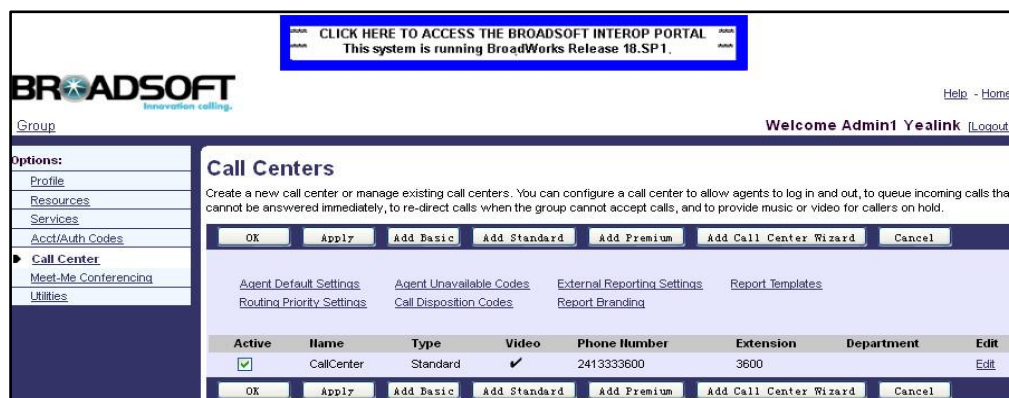 *** CLICK HERE TO ACCESS THE BROADSOFT INTEROP PORTAL ***
*** This system is running BroadWorks Release 18.SP1. ***
BROADSOFT
Innovation calling.
Help - Home
Group
Welcome Admin1 Yealink [Logout
Options:
Profile
Resources
Services
Acct/Auth Codes
Call Center
Meet-Me Conferencing
Utilities
Call Centers
Create a new call center or manage existing call centers. You can configure a call center to allow agents to log in and out, to queue incoming calls tha
cannot be answered immediately, to re-direct calls when the group cannot accept calls, and to provide music or video for callers on hold.
OK Apply Add Basic Add Standard Add Premium Add Call Center Wizard Cancel
Agent Default Settings Agent Unavailable Codes External Reporting Settings Report Templates
Routing Priority Settings Call Disposition Codes Report Branding
Active Name Type Video Phone Number Extension Department Edit
CallCenter Standard 2413333600 3600 Edit
OK Apply Add Basic Add Standard Add Premium Add Call Center Wizard Cancel